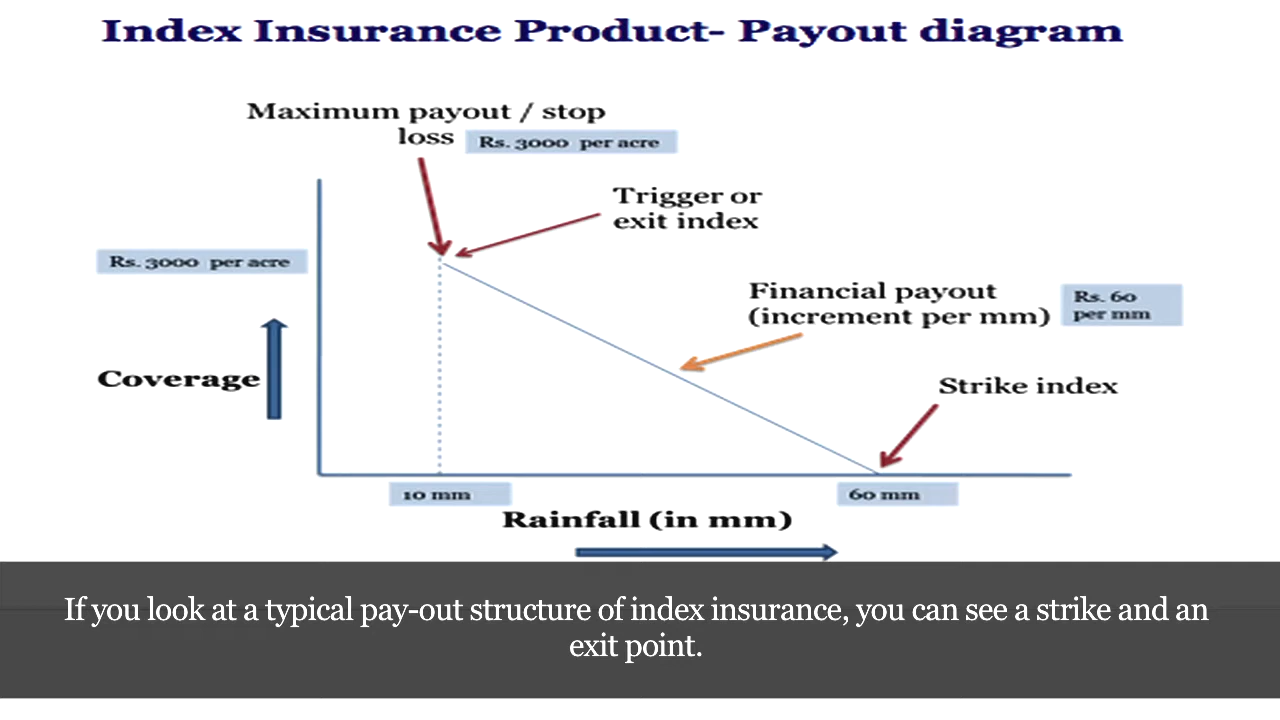 Index Insurance Product- Payout diagram
Maximum payout / stop
loss
Rs. 3000 per acre
Trigger or
exit index
Rs. 3000 per acre
Financial payout
(increment per mm)
Rs. 60
per mm
Coverage
Strike index
10 mm
60 mm
Rainfall (in mm)
If you look at a typical pay-out structure of index insurance, you can see a strike and an
exit point.